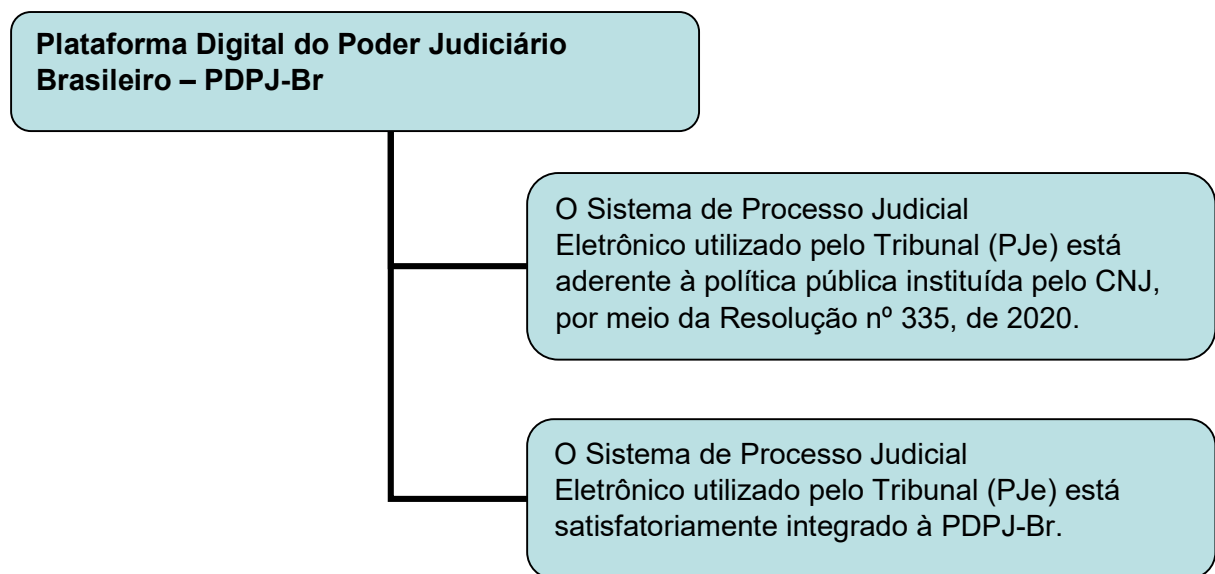 Plataforma Digital do Poder Judiciário
Brasileiro – PDPJ-Br
O Sistema de Processo Judicial
Eletrônico utilizado pelo Tribunal (PJe) está
aderente à política pública instituída pelo CNJ,
por meio da Resolução nº 335, de 2020.
O Sistema de Processo Judicial
Eletrônico utilizado pelo Tribunal (PJe) está
satisfatoriamente integrado à PDPJ-Br.